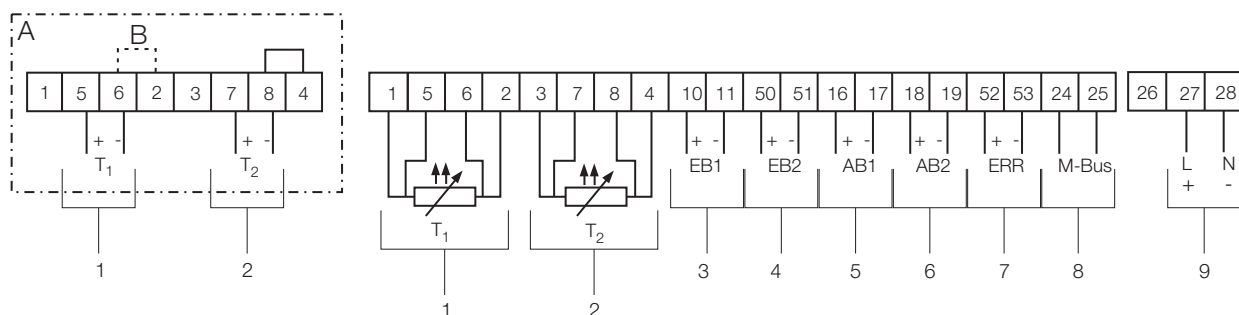 A
B
1 5 6 2 3 7 8 4
1 5 6 2 3 7 8 4 10 11 50 51 16 17 18 19 52 53 24 25 26 27 28
+ - + -
+ - + - + - + - + -
T1 T2
EB1 EB2 AB1 AB2 ERR M-Bus L N
+ -
T1 T2
1 2
3 4 5 6 7 8 9
1 2